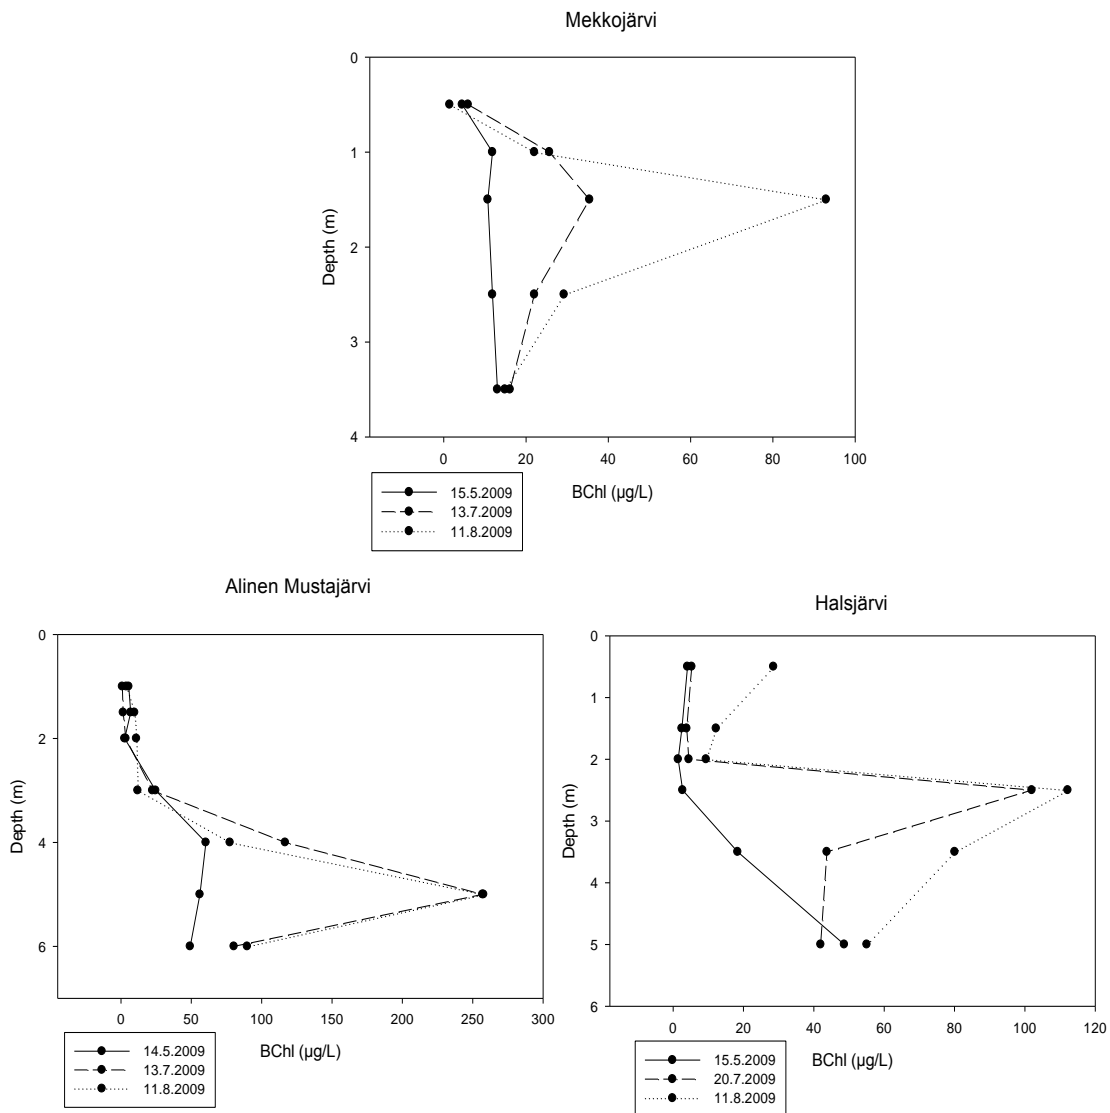 Mekkojärvi
0
1
2
3
4
Depth (m)
0 20 40 60 80 100
BChl (µg/L)
15.5.2009
13.7.2009
11.8.2009
Alinen Mustajärvi
0
2
4
6
Depth (m)
0 50 100 150 200 250 300
BChl (µg/L)
14.5.2009
13.7.2009
11.8.2009
Halsjärvi
0
1
2
3
4
5
6
Depth (m)
0 20 40 60 80 100 120
BChl (µg/L)
15.5.2009
20.7.2009
11.8.2009